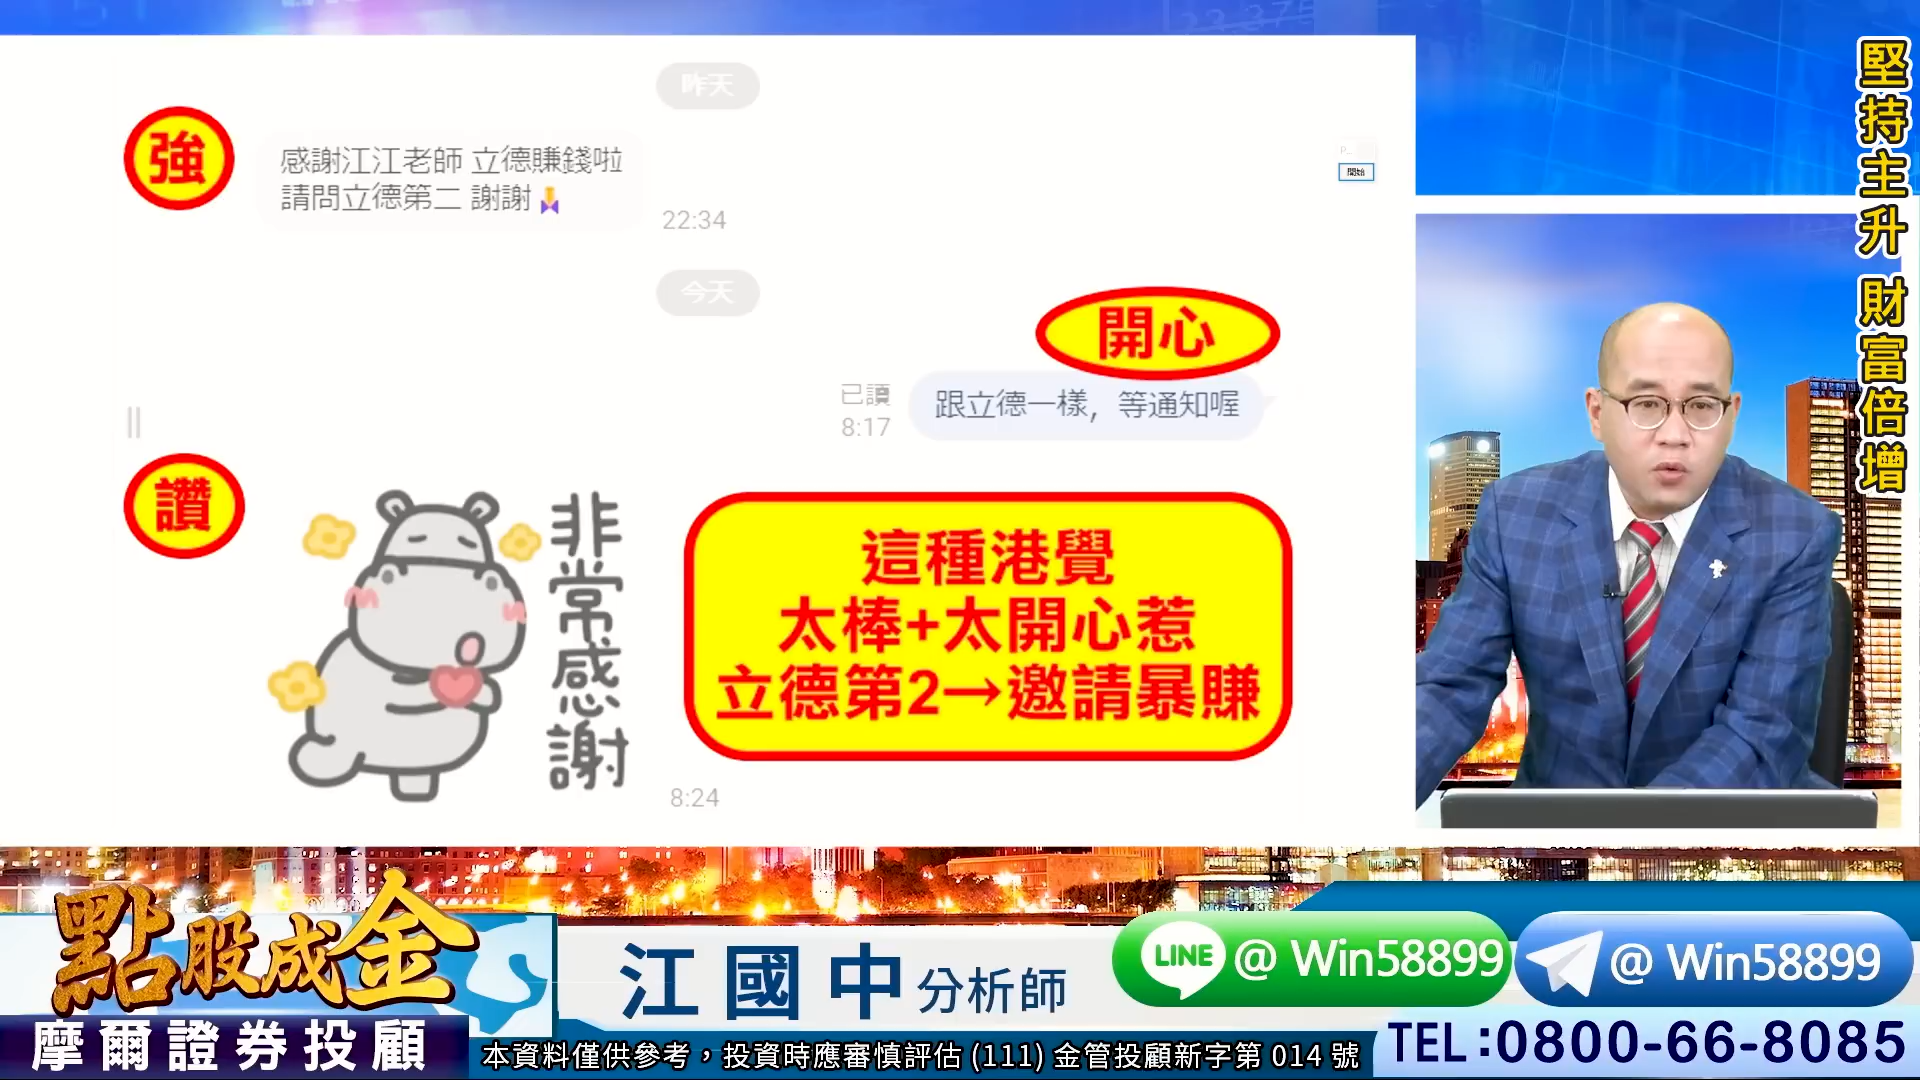 昨天
強
感謝江江老師 立德賺錢啦
請問立德第二 謝謝
22:34
今天
開心
已讀
8:17
跟立德一樣，等通知喔
讚
非常感謝
8:24
這種港覺
太棒+太開心惹
立德第2→邀請暴賺
開始
堅持主升 財富倍增
點股成金
摩爾證券投顧
江國中 分析師
LINE @ Win58899
@ Win58899
TEL:0800-66-8085
本資料僅供參考，投資時應審慎評估 (111) 金管投顧新字第 014 號